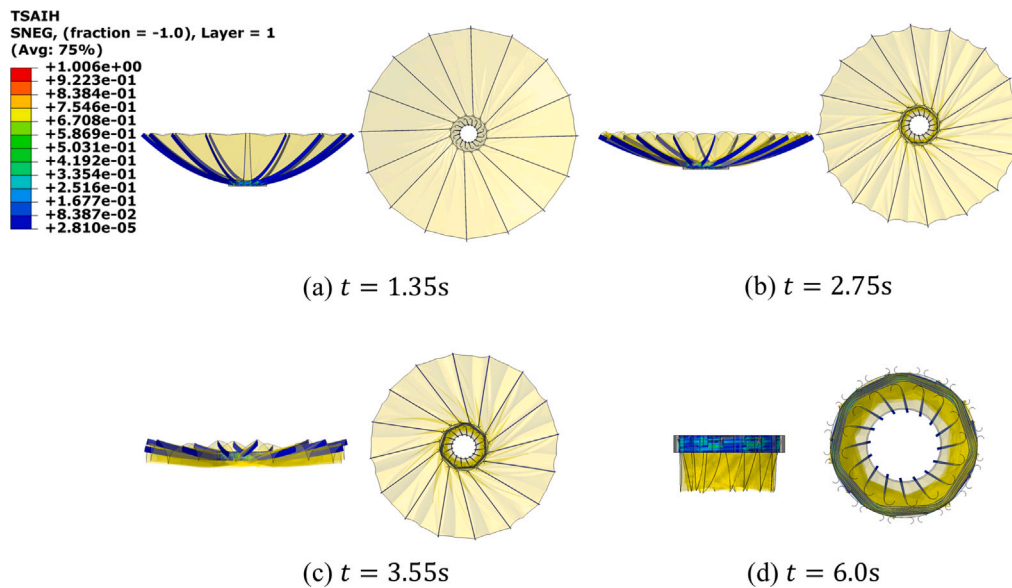 TSAIH
SNEG, (fraction = -1.0), Layer = 1
(Avg: 75%)
+1.006e+00
+9.223e-01
+8.384e-01
+7.546e-01
+6.708e-01
+5.869e-01
+5.031e-01
+4.192e-01
+3.354e-01
+2.516e-01
+1.677e-01
+8.387e-02
+2.810e-05
(a) t = 1.35s
(b) t = 2.75s
(c) t = 3.55s
(d) t = 6.0s